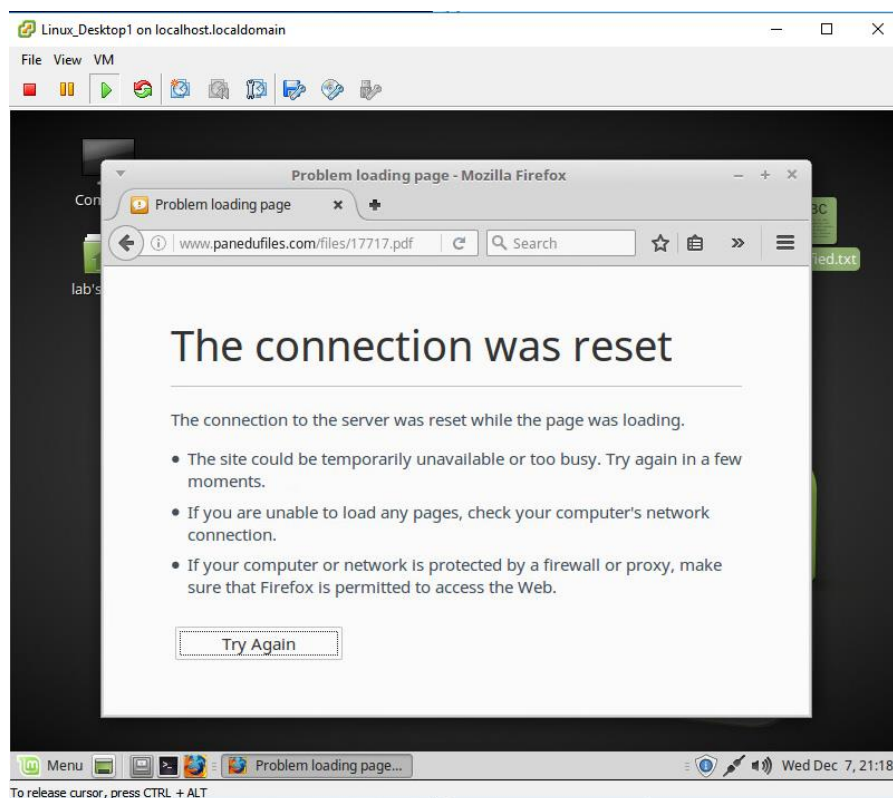 Linux_Desktop1 on localhost.localdomain
File View VM
Problem loading page - Mozilla Firefox
Problem loading page
www.panedufiles.com/files/17717.pdf
Search
lab's
fied.txt
The connection was reset
The connection to the server was reset while the page was loading.
• The site could be temporarily unavailable or too busy. Try again in a few
moments.
• If you are unable to load any pages, check your computer's network
connection.
• If your computer or network is protected by a firewall or proxy, make
sure that Firefox is permitted to access the Web.
Try Again
Menu
Problem loading page...
Wed Dec 7, 21:18
To release cursor, press CTRL + ALT